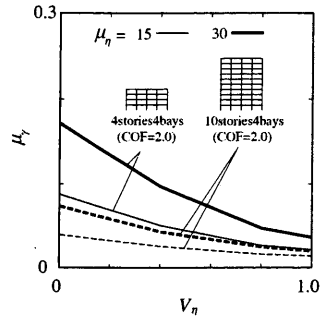 0.3
μη = 15 30
4stories4bays
(COF=2.0)
10stories4bays
(COF=2.0)
μγ
0
0 1.0
Vη